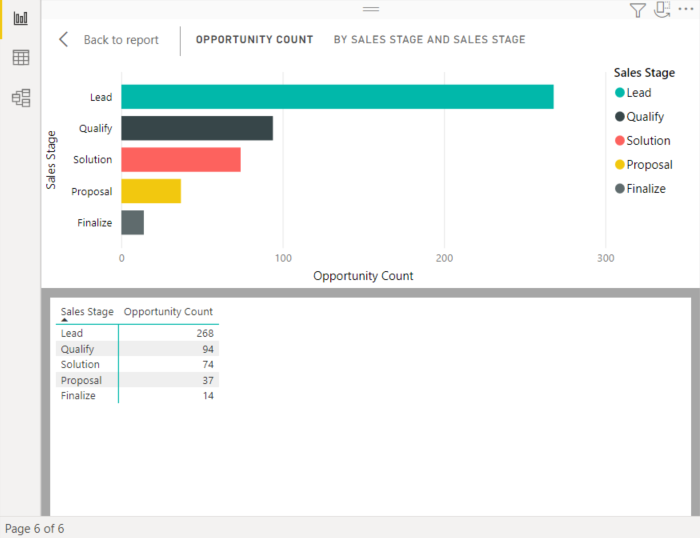 Back to report
OPPORTUNITY COUNT BY SALES STAGE AND SALES STAGE
Sales Stage
Lead
Qualify
Solution
Proposal
Finalize
0 100 200 300
Opportunity Count
Sales Stage
Lead
Qualify
Solution
Proposal
Finalize
Sales Stage Opportunity Count
Lead 268
Qualify 94
Solution 74
Proposal 37
Finalize 14
Page 6 of 6